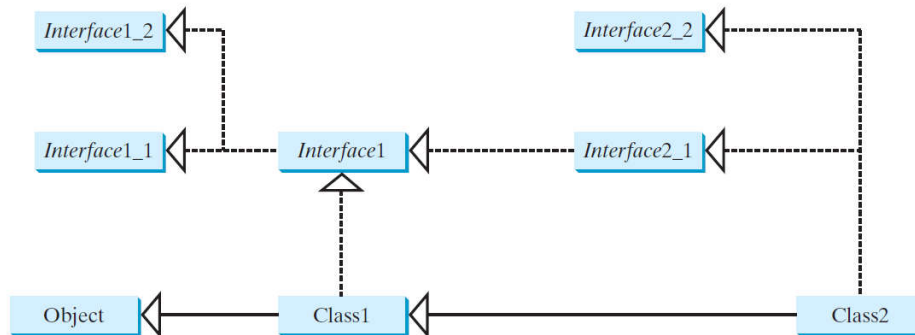 Interface1_2
Interface2_2
Interface1_1
Interface1
Interface2_1
Object
Class1
Class2